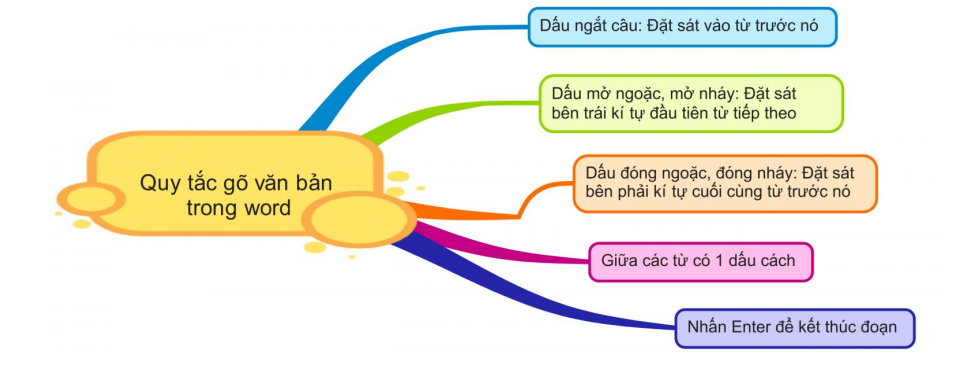 Quy tắc gõ văn bản
trong word
Dấu ngắt câu: Đặt sát vào từ trước nó
Dấu mở ngoặc, mở nháy: Đặt sát
bên trái kí tự đầu tiên từ tiếp theo
Dấu đóng ngoặc, đóng nháy: Đặt sát
bên phải kí tự cuối cùng từ trước nó
Giữa các từ có 1 dấu cách
Nhấn Enter để kết thúc đoạn